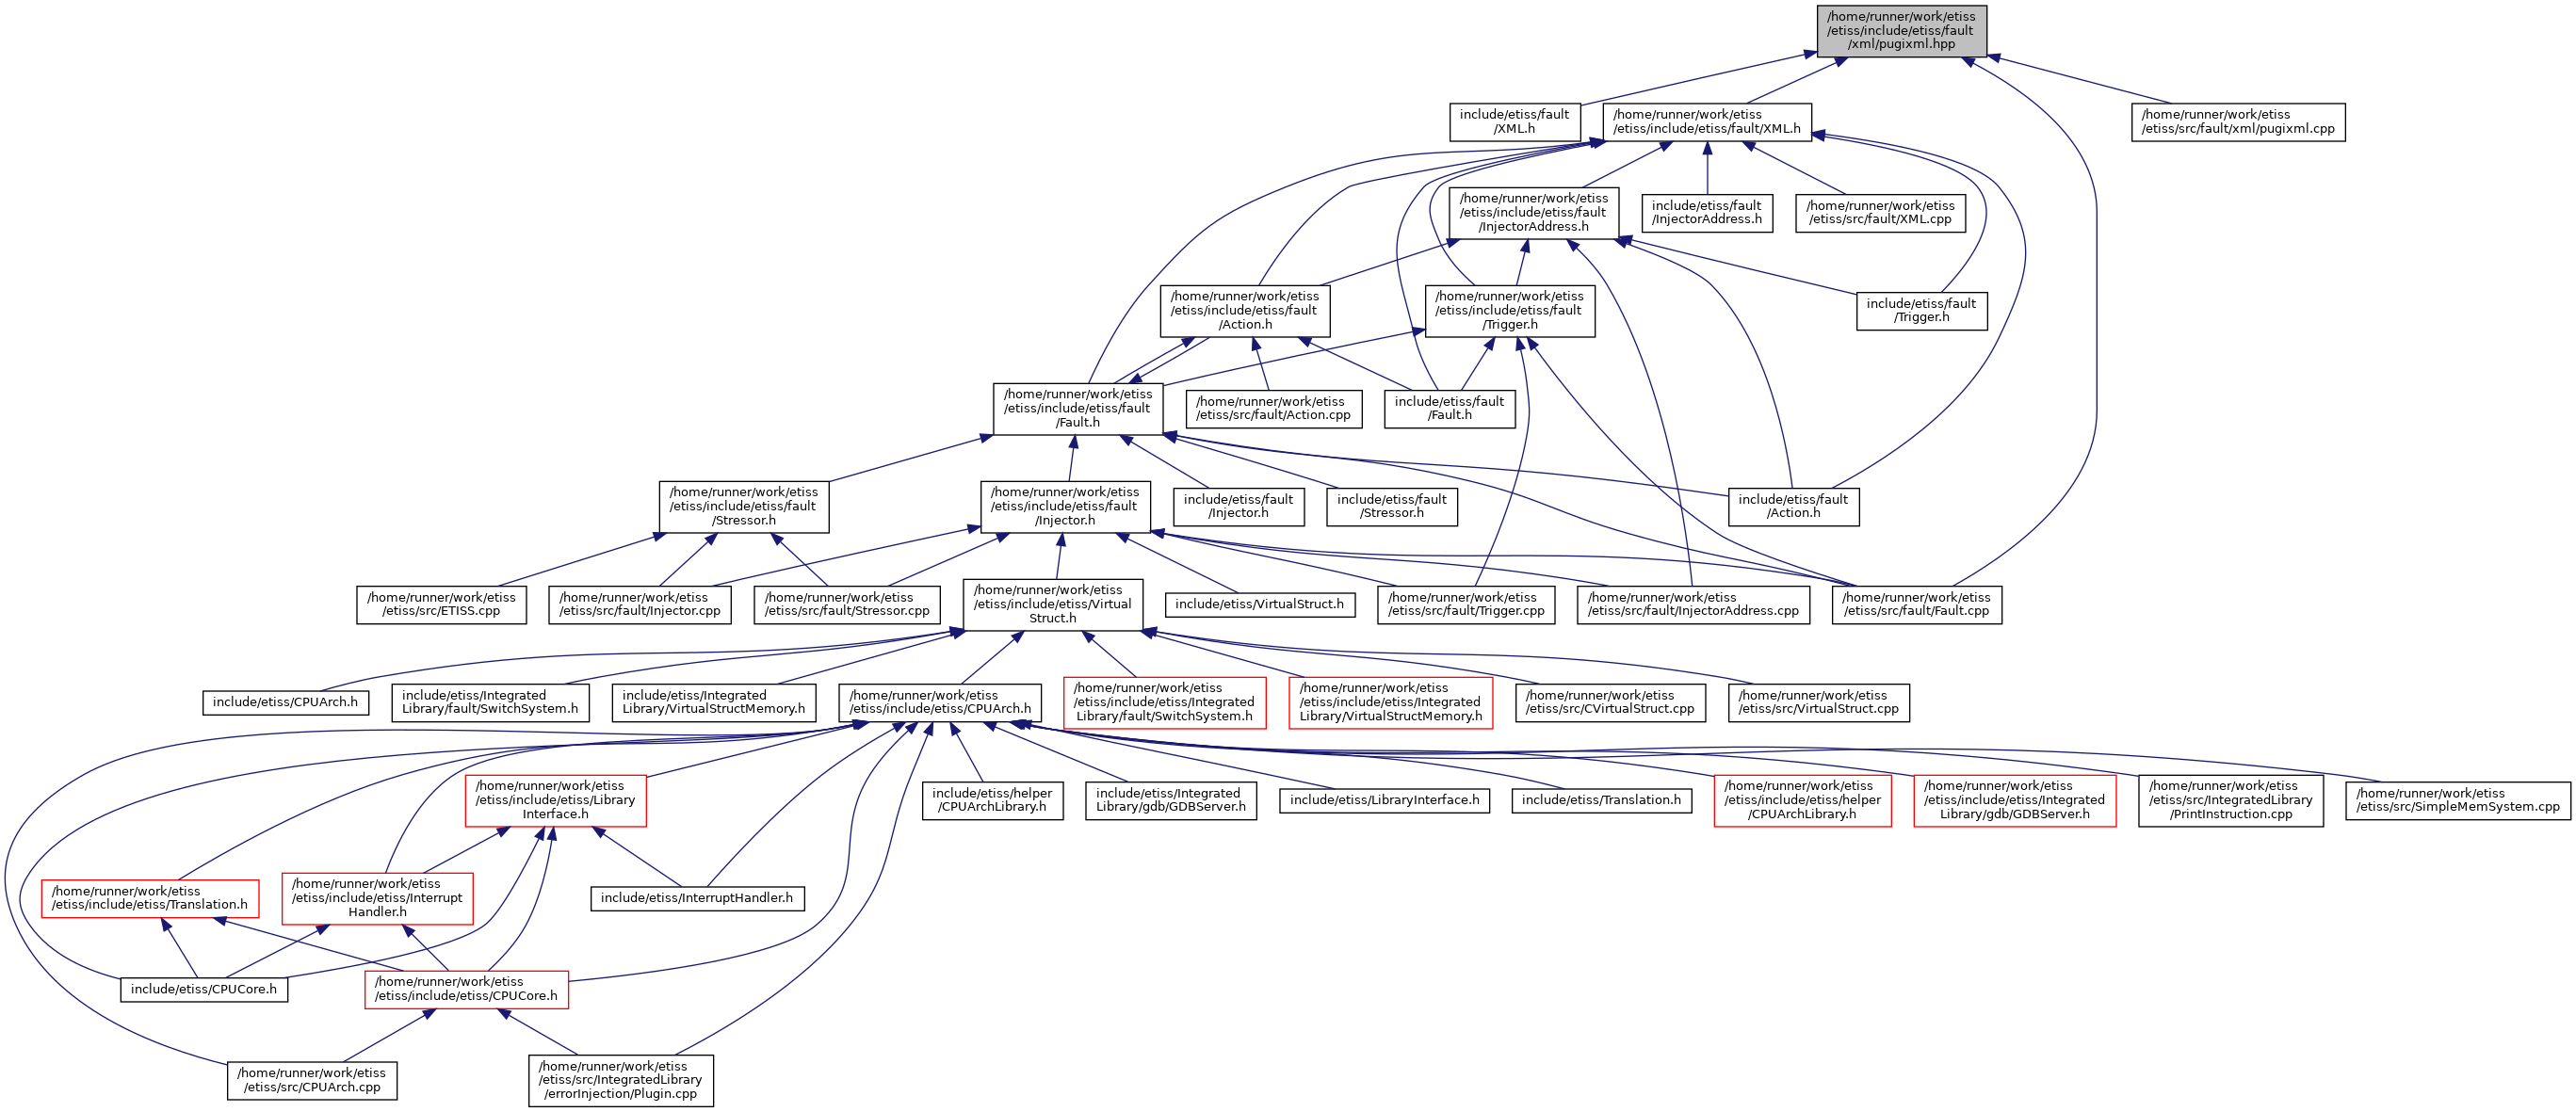 /home/runner/work/etiss
/etiss/include/etiss/fault
/xml/pugixml.hpp
include/etiss/fault
/XML.h
/home/runner/work/etiss
/etiss/include/etiss/fault/XML.h
/home/runner/work/etiss
/etiss/src/fault/xml/pugixml.cpp
/home/runner/work/etiss
/etiss/include/etiss/fault
/InjectorAddress.h
include/etiss/fault
/InjectorAddress.h
/home/runner/work/etiss
/etiss/src/fault/XML.cpp
/home/runner/work/etiss
/etiss/include/etiss/fault
/Action.h
/home/runner/work/etiss
/etiss/include/etiss/fault
/Trigger.h
include/etiss/fault
/Trigger.h
/home/runner/work/etiss
/etiss/include/etiss/fault
/Fault.h
/home/runner/work/etiss
/etiss/src/fault/Action.cpp
include/etiss/fault
/Fault.h
/home/runner/work/etiss
/etiss/include/etiss/fault
/Stressor.h
/home/runner/work/etiss
/etiss/include/etiss/fault
/Injector.h
include/etiss/fault
/Injector.h
include/etiss/fault
/Stressor.h
include/etiss/fault
/Action.h
/home/runner/work/etiss
/etiss/src/ETISS.cpp
/home/runner/work/etiss
/etiss/src/fault/Injector.cpp
/home/runner/work/etiss
/etiss/src/fault/Stressor.cpp
/home/runner/work/etiss
/etiss/include/etiss/Virtual
Struct.h
include/etiss/VirtualStruct.h
/home/runner/work/etiss
/etiss/src/fault/Trigger.cpp
/home/runner/work/etiss
/etiss/src/fault/InjectorAddress.cpp
/home/runner/work/etiss
/etiss/src/fault/Fault.cpp
include/etiss/CPUArch.h
include/etiss/Integrated
Library/fault/SwitchSystem.h
include/etiss/Integrated
Library/VirtualStructMemory.h
/home/runner/work/etiss
/etiss/include/etiss/CPUArch.h
/home/runner/work/etiss
/etiss/include/etiss/Integrated
Library/fault/SwitchSystem.h
/home/runner/work/etiss
/etiss/include/etiss/Integrated
Library/VirtualStructMemory.h
/home/runner/work/etiss
/etiss/src/CVirtualStruct.cpp
/home/runner/work/etiss
/etiss/src/VirtualStruct.cpp
/home/runner/work/etiss
/etiss/include/etiss/Library
Interface.h
include/etiss/helper
/CPUArchLibrary.h
include/etiss/Integrated
Library/gdb/GDBServer.h
include/etiss/LibraryInterface.h
include/etiss/Translation.h
/home/runner/work/etiss
/etiss/include/etiss/helper
/CPUArchLibrary.h
/home/runner/work/etiss
/etiss/include/etiss/Integrated
Library/gdb/GDBServer.h
/home/runner/work/etiss
/etiss/src/IntegratedLibrary
/PrintInstruction.cpp
/home/runner/work/etiss
/etiss/src/SimpleMemSystem.cpp
/home/runner/work/etiss
/etiss/include/etiss/Translation.h
/home/runner/work/etiss
/etiss/include/etiss/Interrupt
Handler.h
include/etiss/InterruptHandler.h
include/etiss/CPUCore.h
/home/runner/work/etiss
/etiss/include/etiss/CPUCore.h
/home/runner/work/etiss
/etiss/src/CPUArch.cpp
/home/runner/work/etiss
/etiss/src/IntegratedLibrary
/errorInjection/Plugin.cpp